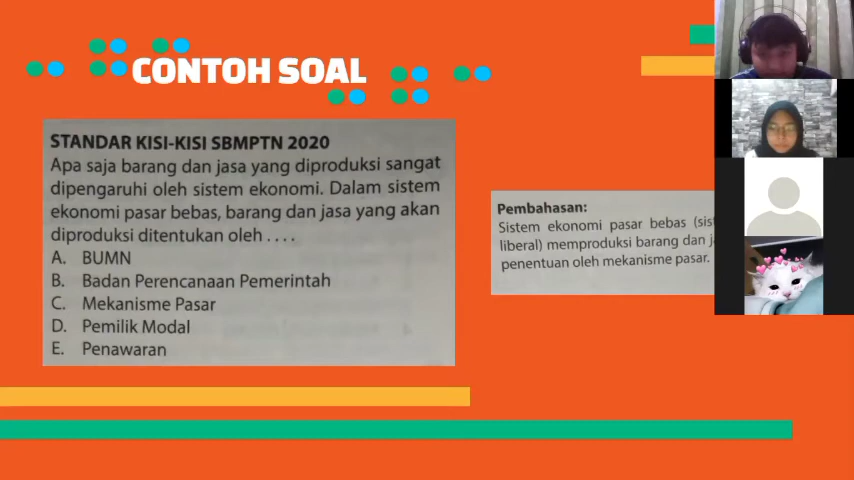 CONTOH SOAL
STANDAR KISI-KISI SBMPTN 2020
Apa saja barang dan jasa yang diproduksi sangat
dipengaruhi oleh sistem ekonomi. Dalam sistem
ekonomi pasar bebas, barang dan jasa yang akan
diproduksi ditentukan oleh . . . .
A. BUMN
B. Badan Perencanaan Pemerintah
C. Mekanisme Pasar
D. Pemilik Modal
E. Penawaran
Pembahasan:
Sistem ekonomi pasar bebas
liberal) memproduksi barang dan
penentuan oleh mekanisme pasar.